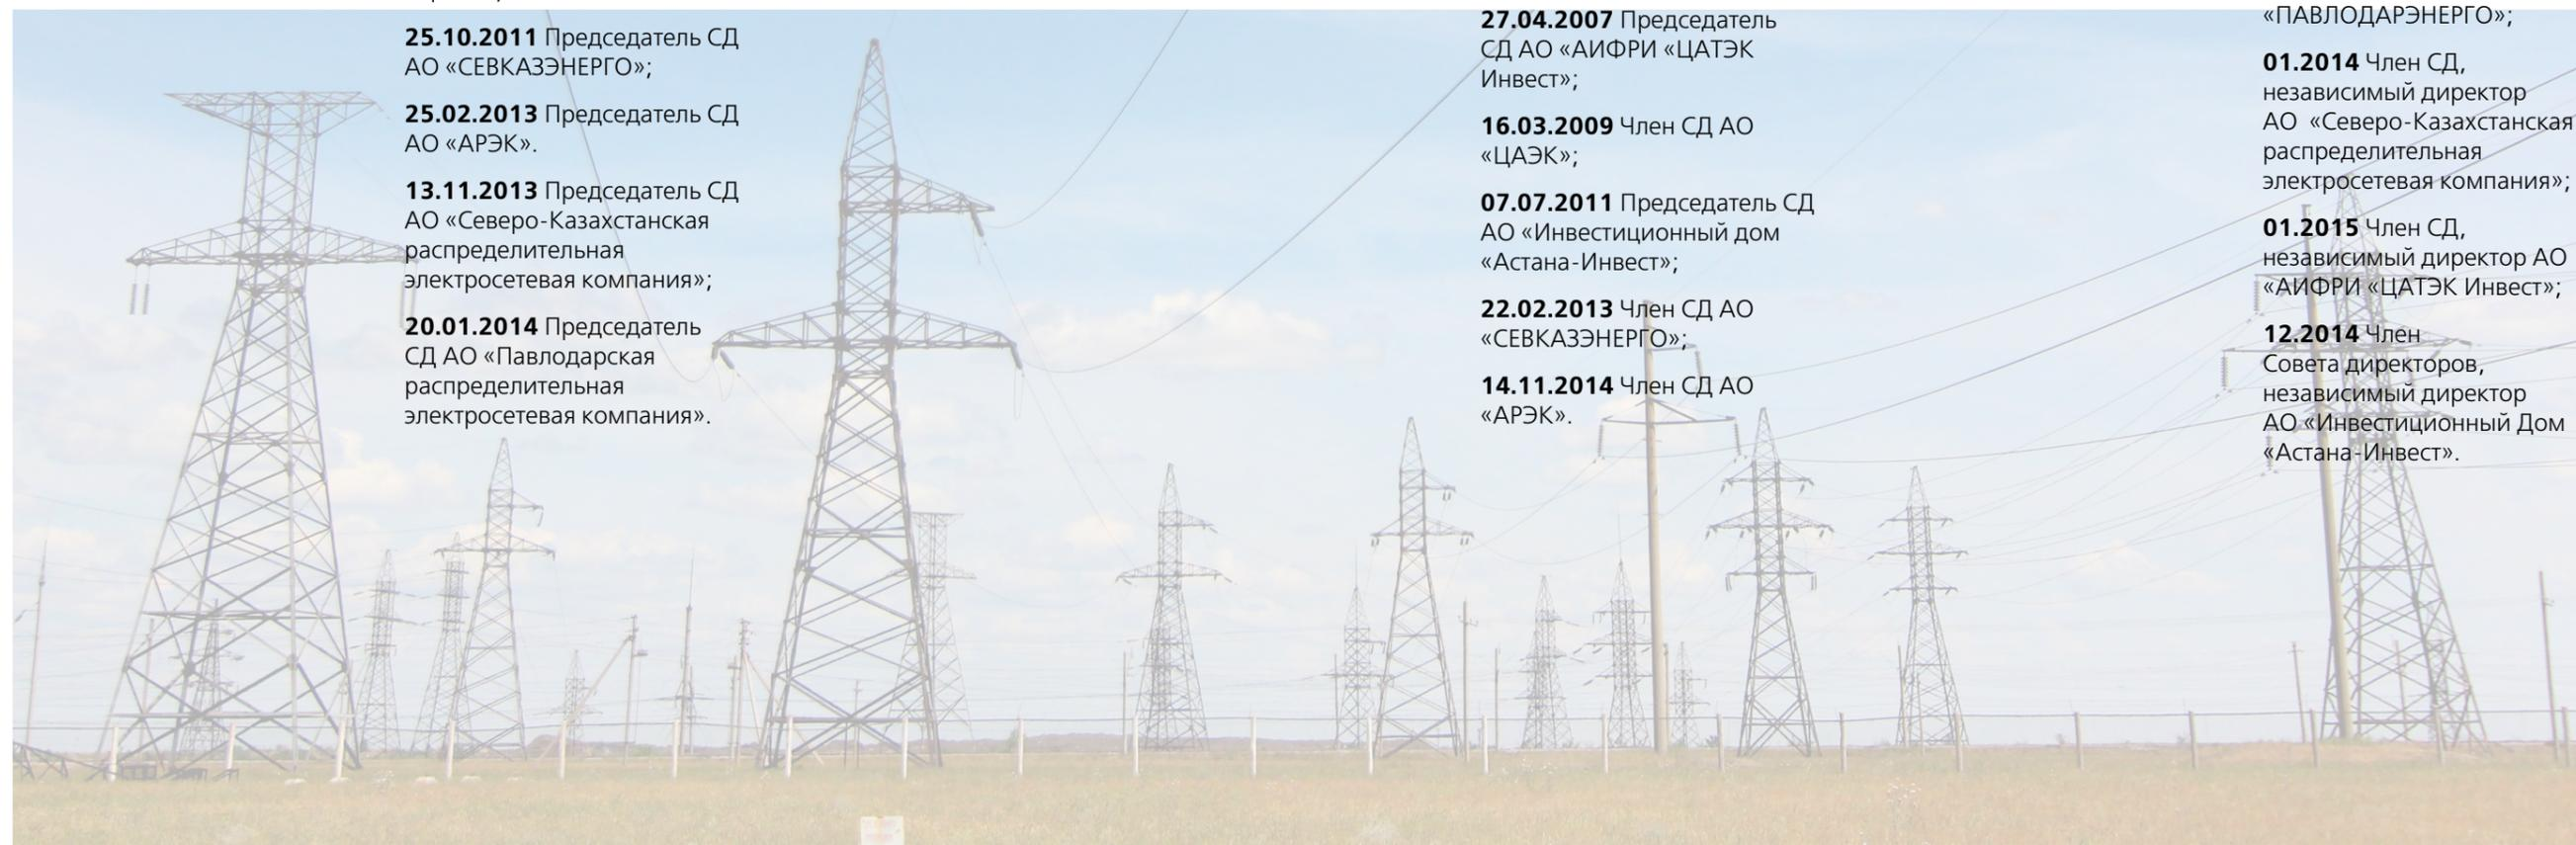 25.10.2011 Председатель СД
АО «СЕВКАЗЭНЕРГО»;
25.02.2013 Председатель СД
АО «АРЭК».
13.11.2013 Председатель СД
АО «Северо-Казахстанская
распределительная
электросетевая компания»;
20.01.2014 Председатель
СД АО «Павлодарская
распределительная
электросетевая компания».
27.04.2007 Председатель
СД АО «АИФРИ «ЦАТЭК
Инвест»;
16.03.2009 Член СД АО
«ЦАЭК»;
07.07.2011 Председатель СД
АО «Инвестиционный дом
«Астана-Инвест»;
22.02.2013 Член СД АО
«СЕВКАЗЭНЕРГО»;
14.11.2014 Член СД АО
«АРЭК».
«ПАВЛОДАРЭНЕРГО»;
01.2014 Член СД,
независимый директор
АО «Северо-Казахстанская
распределительная
электросетевая компания»;
01.2015 Член СД,
независимый директор АО
«АИФРИ «ЦАТЭК Инвест»;
12.2014 Член
Совета директоров,
независимый директор
АО «Инвестиционный Дом
«Астана-Инвест».